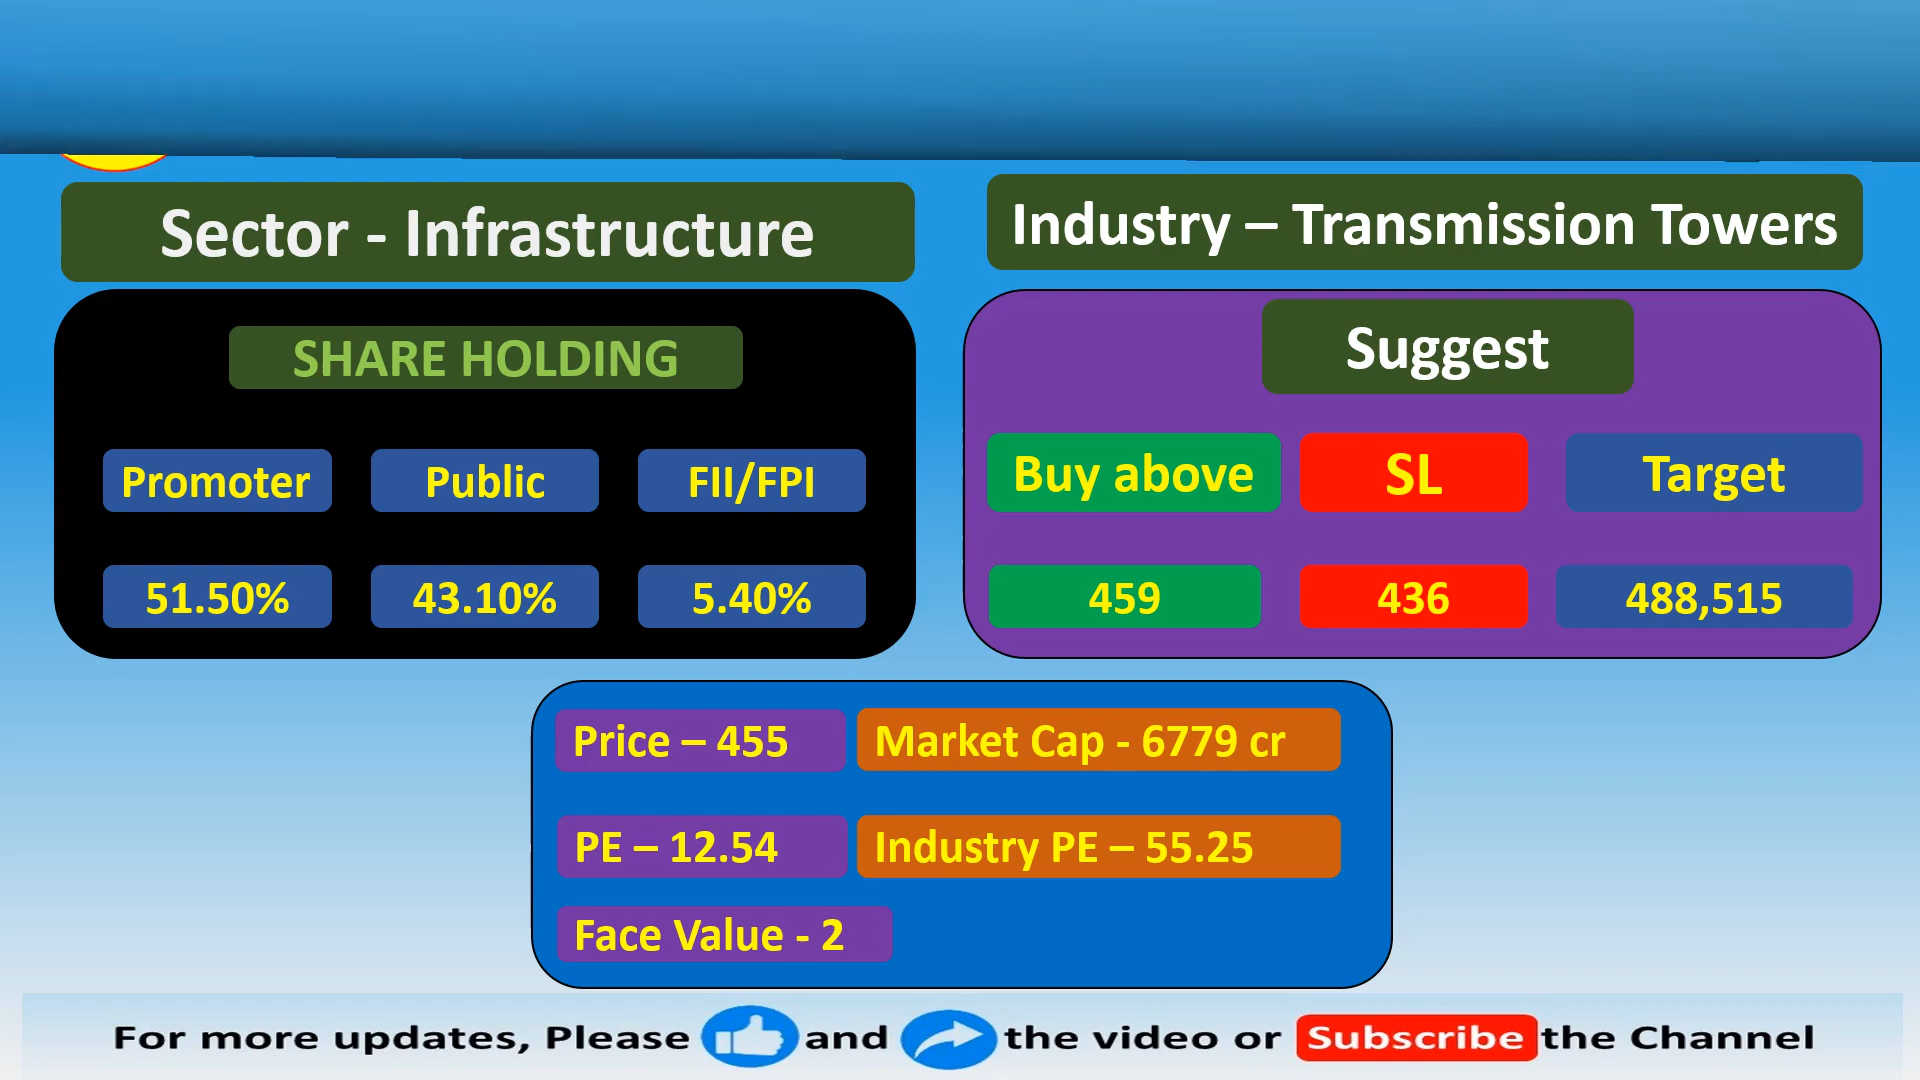 Sector - Infrastructure
Industry – Transmission Towers
SHARE HOLDING
Promoter Public FII/FPI
51.50% 43.10% 5.40%
Suggest
Buy above SL Target
459 436 488,515
Price – 455 Market Cap - 6779 cr
PE – 12.54 Industry PE – 55.25
Face Value - 2
For more updates, Please and the video or Subscribe the Channel